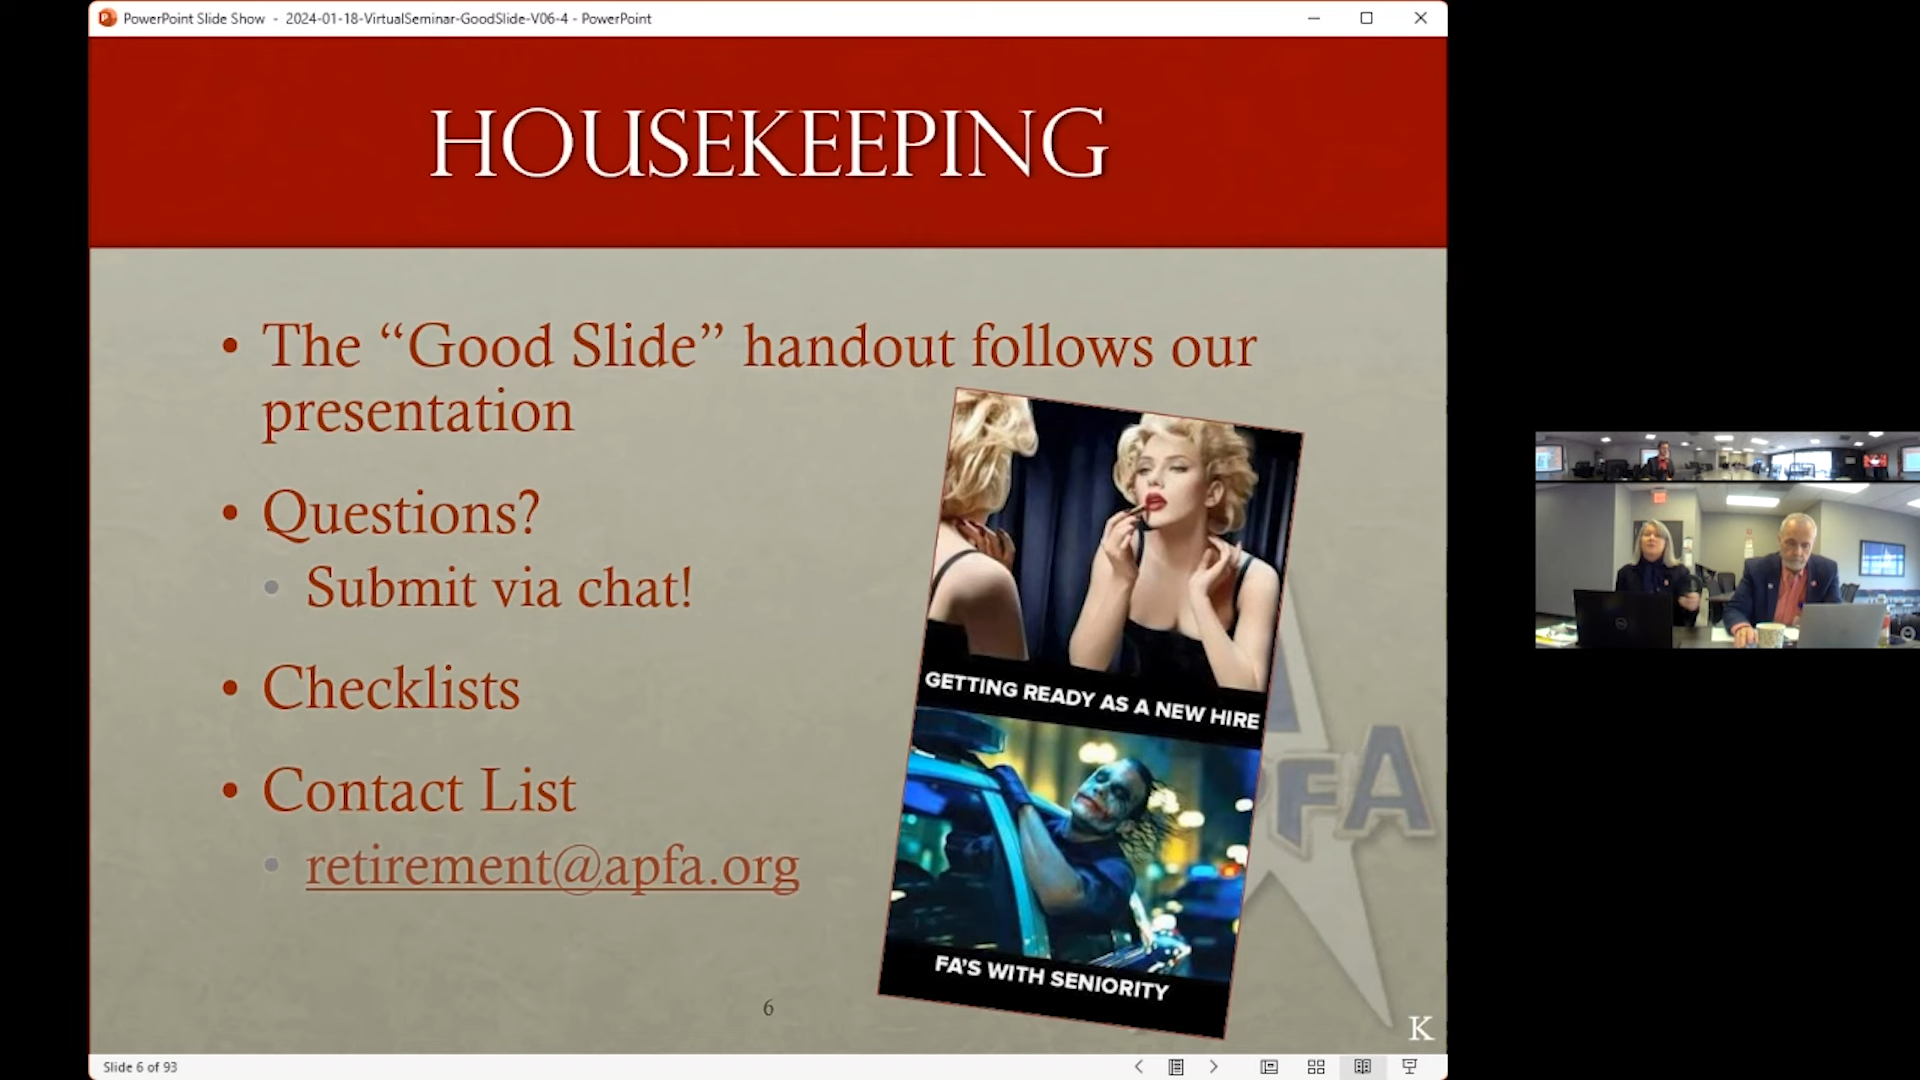 PowerPoint Slide Show - 2024-01-18-VirtualSeminar-GoodSlide-V06-4 - PowerPoint
HOUSEKEEPING
• The “Good Slide” handout follows our
presentation
• Questions?
• Submit via chat!
• Checklists
• Contact List
• retirement@apfa.org
GETTING READY AS A NEW HIRE
FA'S WITH SENIORITY
PFA
6
K
Slide 6 of 93